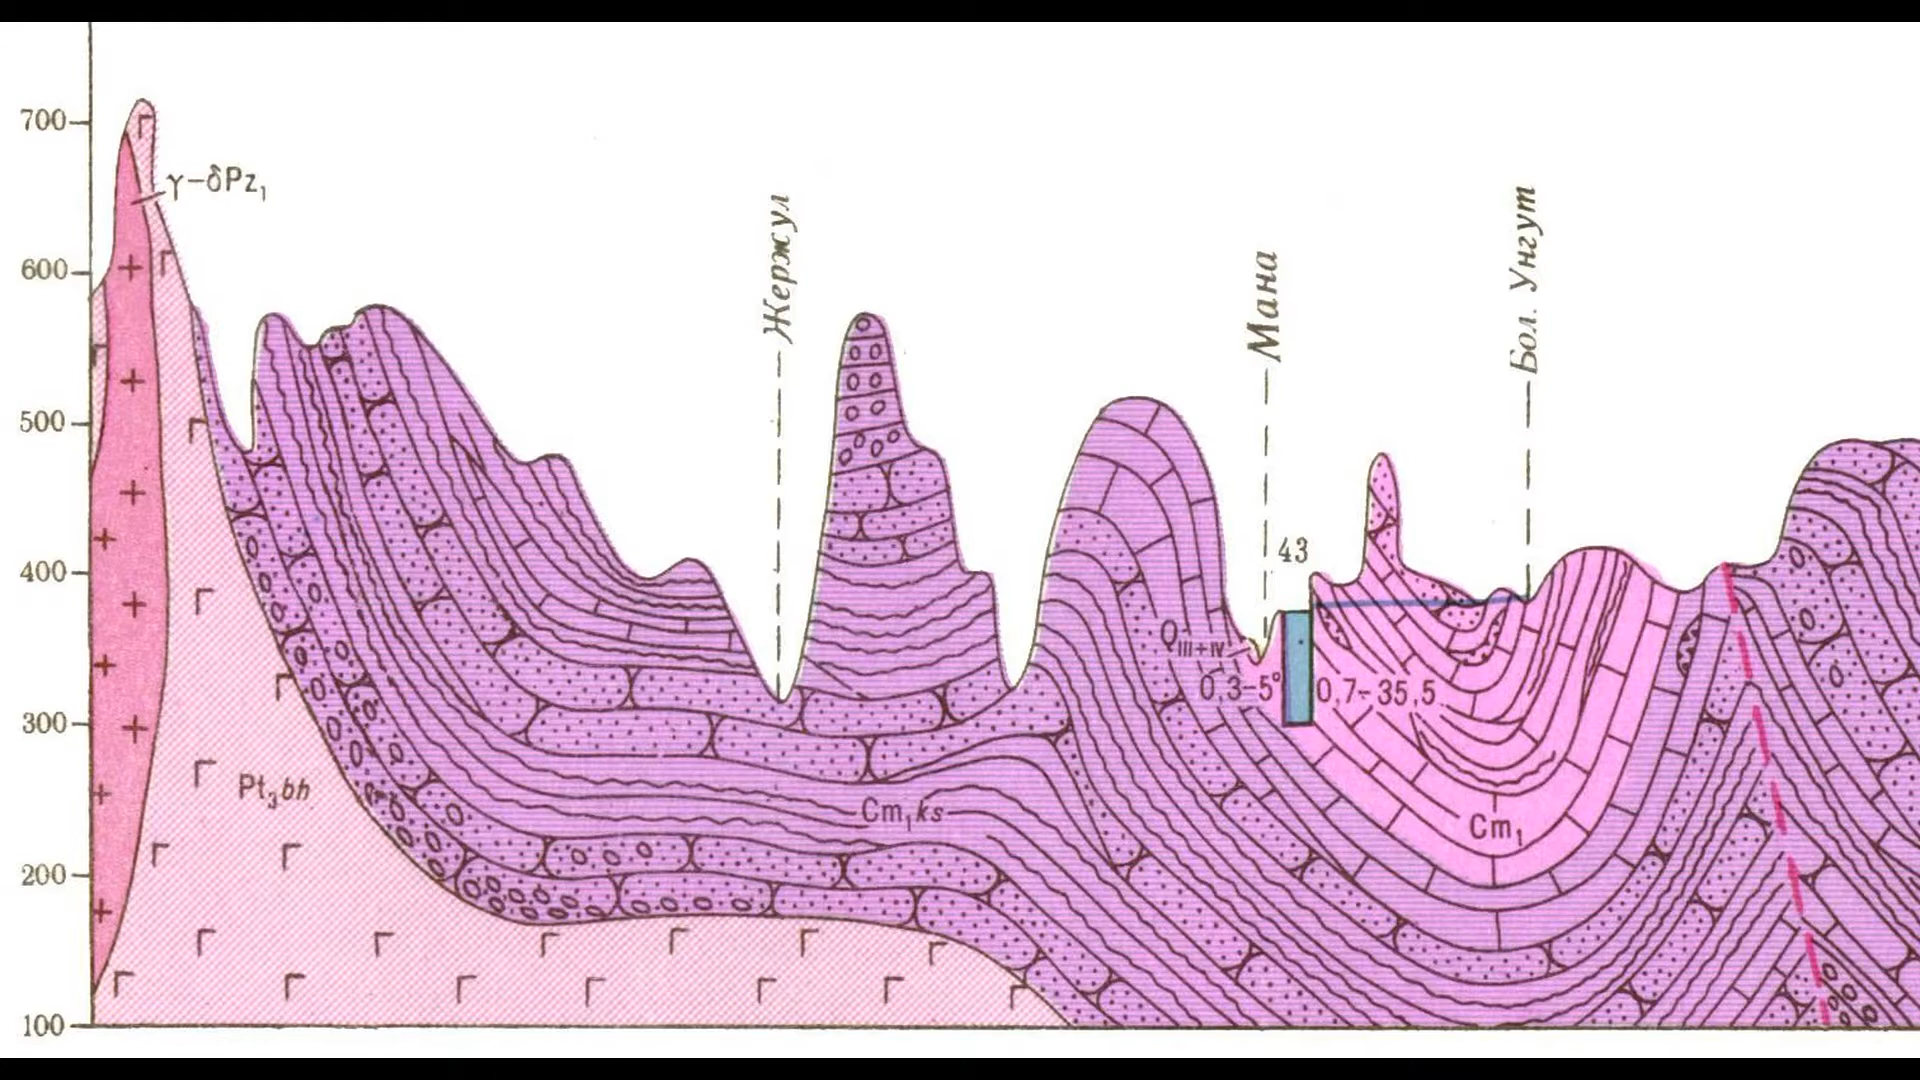 700
600
500
400
300
200
100
γ–δPz₁
Жержул
Мана
Бол. Унгут
43
Q III+IV
0,3–5°
0,7–35,5
Pt₃bh
Cm₁ks
Cm₁